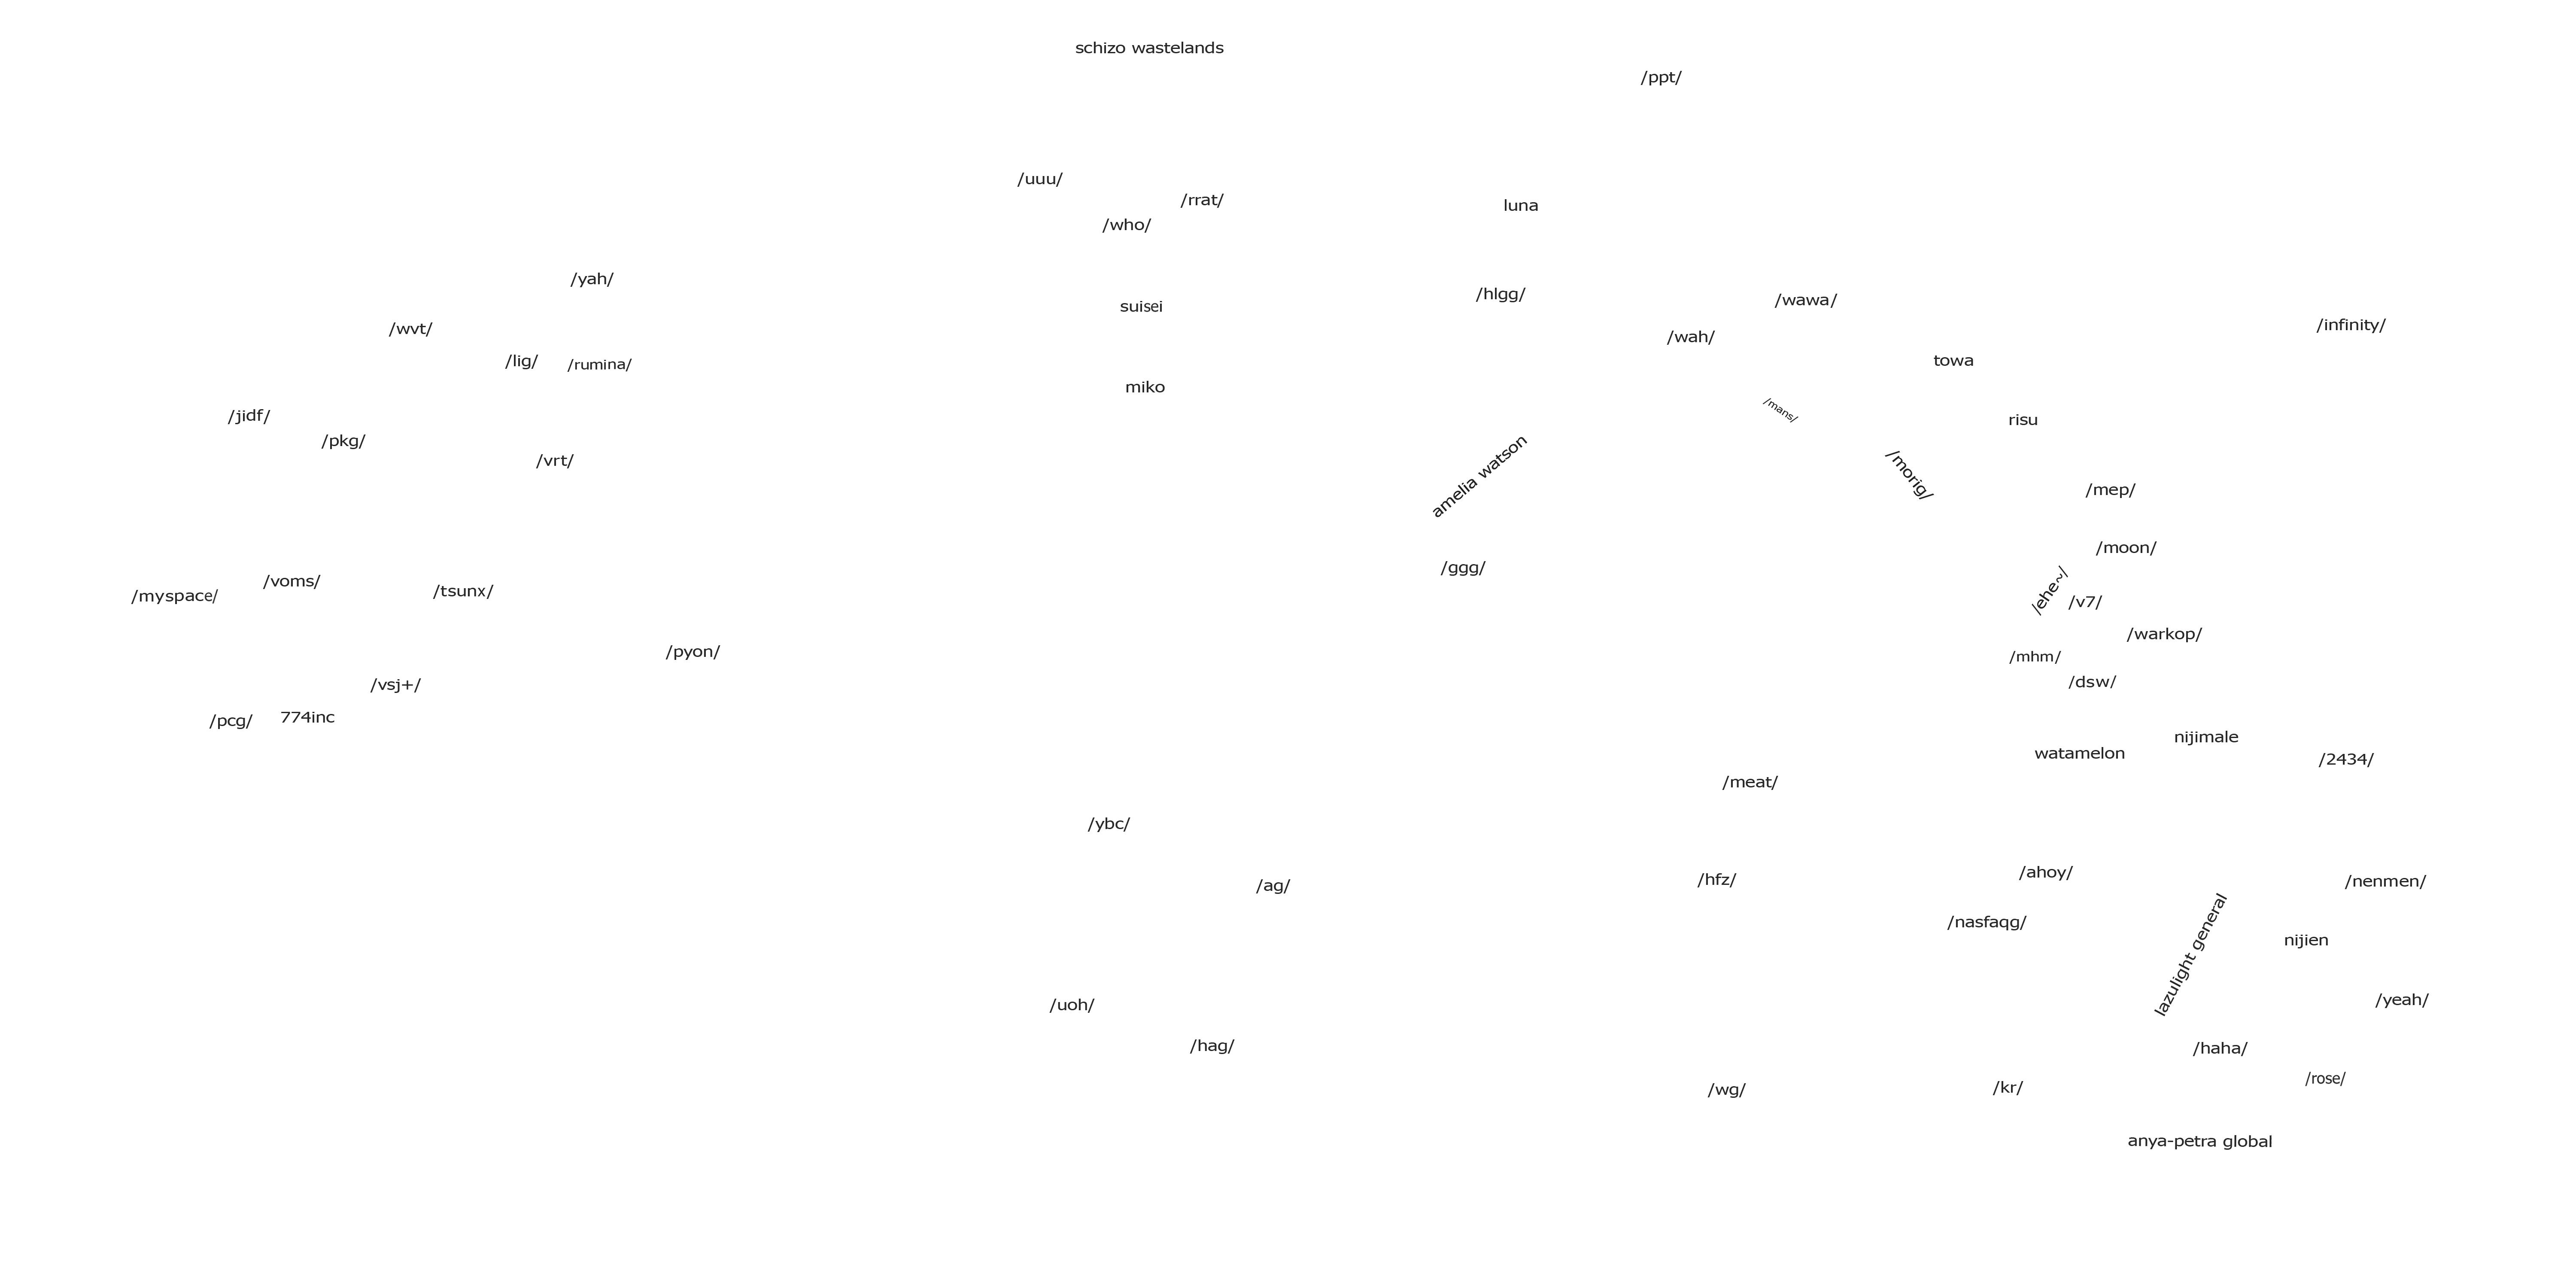 schizo wastelands
/ppt/
/uuu/
/rrat/
/who/
luna
/yah/
/wvt/
/lig/
/rumina/
/jidf/
/pkg/
/vrt/
suisei
miko
/hlgg/
/wawa/
/wah/
towa
/infinity/
/mans/
risu
amelia watson
/morig/
/mep/
/ggg/
/moon/
/ehe~/
/v7/
/warkop/
/mhm/
/dsw/
/myspace/
/voms/
/tsunx/
/pyon/
/vsj+/
/pcg/
774inc
nijimale
watamelon
/2434/
/meat/
/ybc/
/ag/
/hfz/
/ahoy/
/nenmen/
/nasfaqg/
lazulight general
nijien
/uoh/
/hag/
/yeah/
/haha/
/rose/
/wg/
/kr/
anya-petra global